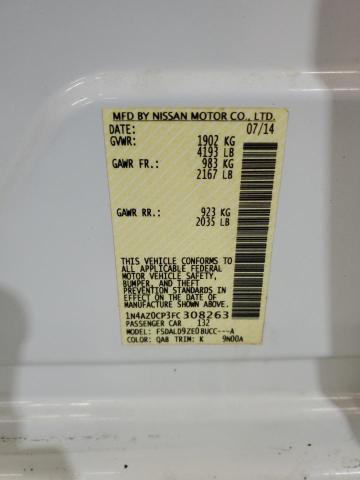 MFD BY NISSAN MOTOR CO., LTD.
DATE: 07/14
GVWR: 1902 KG
4193 LB
GAWR FR.: 983 KG
2167 LB
GAWR RR.: 923 KG
2035 LB
THIS VEHICLE CONFORMS TO
ALL APPLICABLE FEDERAL
MOTOR VEHICLE SAFETY,
BUMPER, AND THEFT
PREVENTION STANDARDS
IN EFFECT ON THE DATE OF
MANUFACTURE SHOWN ABOVE.
1N4AZ0CP3FC308263
PASSENGER CAR 132
MODEL: FSDALD9ZE0BUCC---A
COLOR: QAB TRIM: K 9N00A